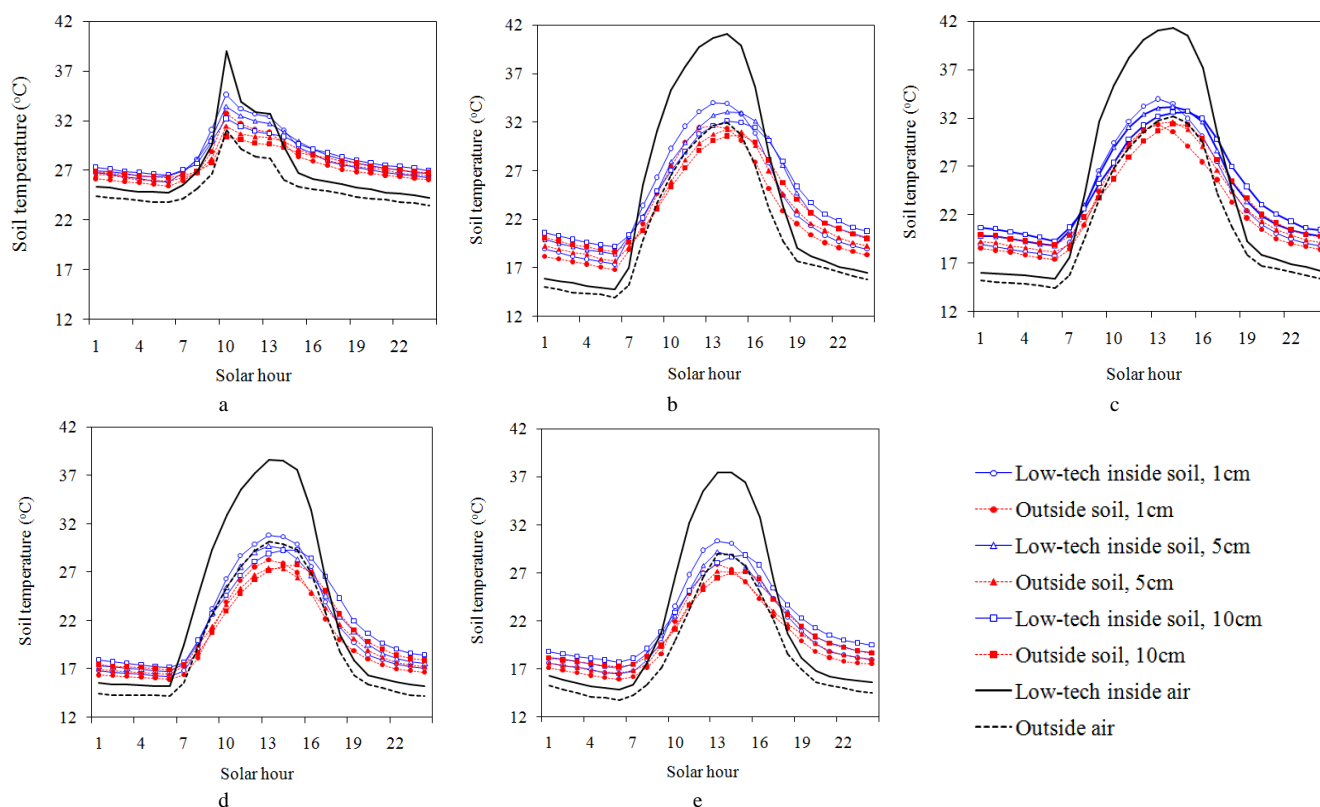 42
37
32
27
22
17
12
Soil temperature (°C)
1 4 7 10 13 16 19 22
Solar hour
a
42
37
32
27
22
17
12
Soil temperature (°C)
1 4 7 10 13 16 19 22
Solar hour
b
42
37
32
27
22
17
12
Soil temperature (°C)
1 4 7 10 13 16 19 22
Solar hour
c
42
37
32
27
22
17
12
Soil temperature (°C)
1 4 7 10 13 16 19 22
Solar hour
d
42
37
32
27
22
17
12
Soil temperature (°C)
1 4 7 10 13 16 19 22
Solar hour
e
Low-tech inside soil, 1cm
Outside soil, 1cm
Low-tech inside soil, 5cm
Outside soil, 5cm
Low-tech inside soil, 10cm
Outside soil, 10cm
Low-tech inside air
Outside air